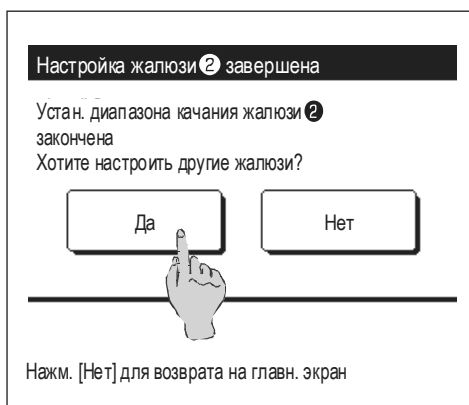 Настройка жалюзи ❷ завершена
Устан. диапазона качания жалюзи ❷
закончена
Хотите настроить другие жалюзи?
Да
Нет
Нажм. [Нет] для возврата на главн. экран